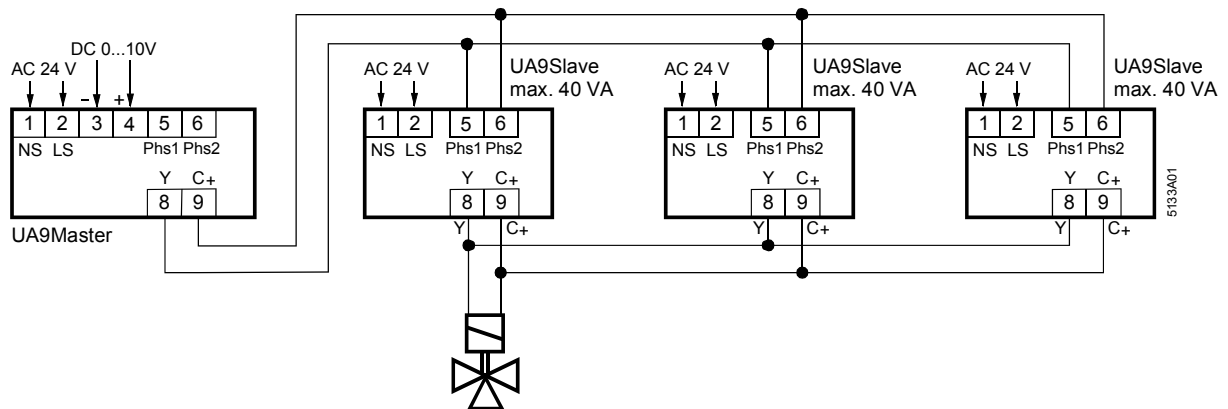 DC 0...10V
AC 24 V
- +
1 2 3 4 5 6
NS LS Phs1 Phs2
Y C+
8 9
UA9Master
UA9Slave
max. 40 VA
AC 24 V
1 2 5 6
NS LS Phs1 Phs2
Y C+
8 9
Y C+
UA9Slave
max. 40 VA
AC 24 V
1 2 5 6
NS LS Phs1 Phs2
Y C+
8 9
Y C+
UA9Slave
max. 40 VA
AC 24 V
1 2 5 6
NS LS Phs1 Phs2
Y C+
8 9
Y C+
5133A01